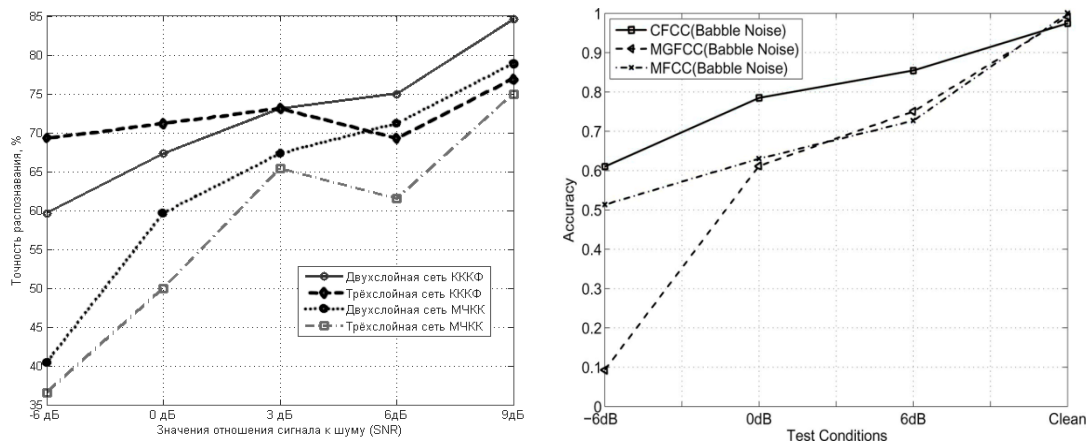 85
80
75
70
65
60
55
50
45
40
35
Точность распознавания, %
Двухслойная сеть КККФ
Трёхслойная сеть КККФ
Двухслойная сеть МЧКК
Трёхслойная сеть МЧКК
-6 дБ 0 дБ 3 дБ 6дБ 9дБ
Значения отношения сигнала к шуму (SNR)
1
0.9
0.8
0.7
0.6
0.5
0.4
0.3
0.2
0.1
0
Accuracy
CFCC(Babble Noise)
MGFCC(Babble Noise)
MFCC(Babble Noise)
−6dB 0dB 6dB Clean
Test Conditions